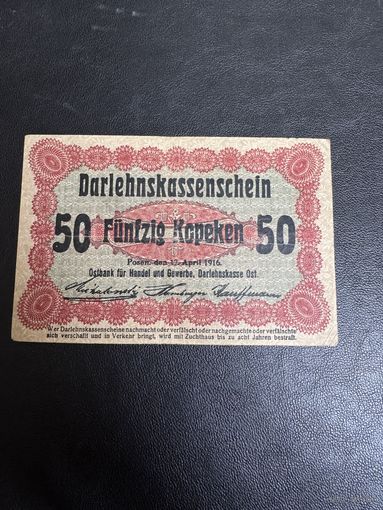 Darlehnskassenschein
50 Fünfzig Kopeken 50
Posen, den 17. April 1916.
Ostbank für Handel und Gewerbe, Darlehnskasse Ost.
Kauffmann
Wer Darlehnskassenscheine nachmacht oder verfälscht oder nachgemachte oder verfälschte
sich verschafft und in Verkehr bringt, wird mit Zuchthaus bis zu acht Jahren bestraft.